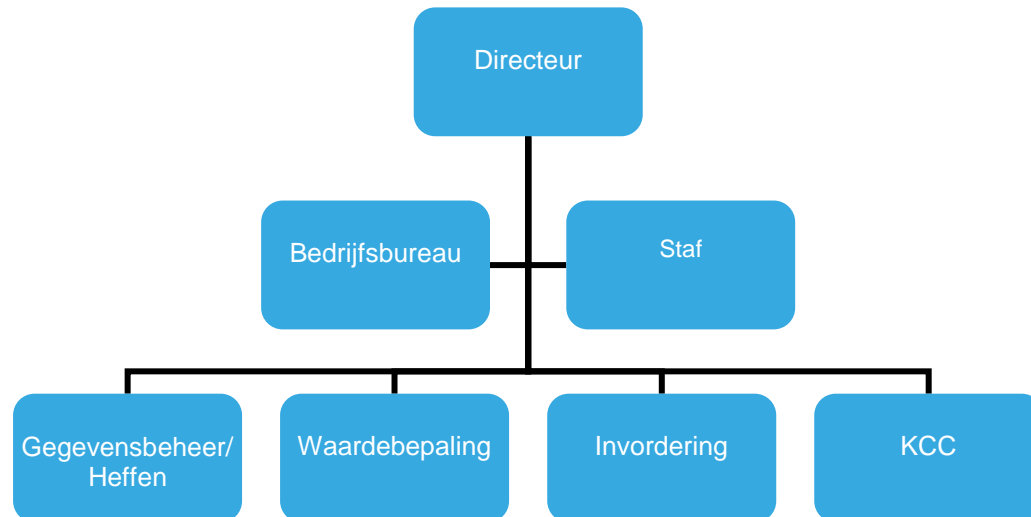 Directeur
Bedrijfsbureau
Staf
Gegevensbeheer/
Heffen
Waardebepaling
Invordering
KCC